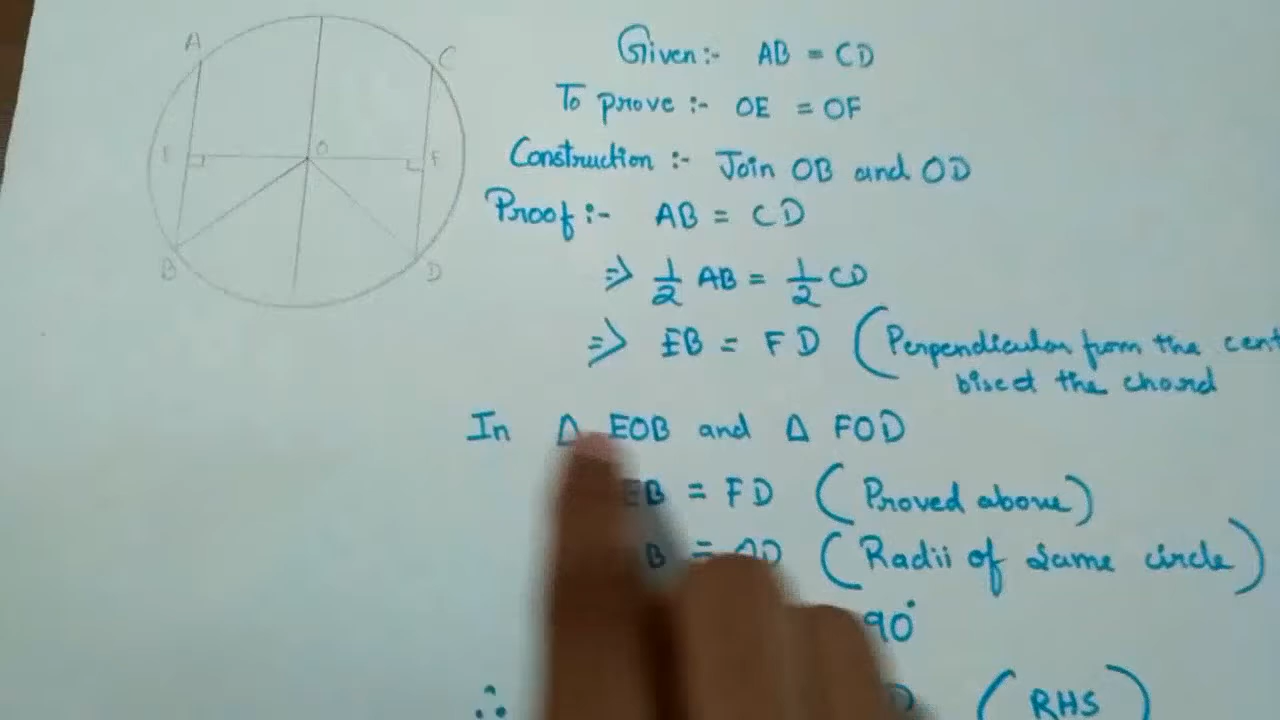 A
C
E
O
F
B
D
Given:- AB = CD
To prove :- OE = OF
Construction :- Join OB and OD
Proof:- AB = CD
⇒ 1/2 AB = 1/2 CD
⇒ EB = FD (Perpendicular from the
bisect the chord
In Δ EOB and Δ FOD
EB = FD (Proved above)
B = OD (Radii of same circle)
90°
∴ (RHS)